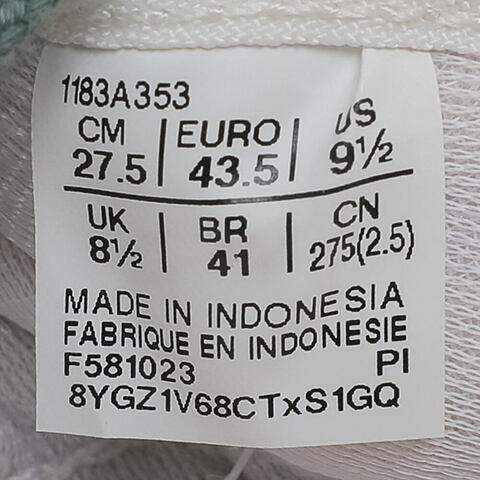 1183A353
CM | EURO | US
27.5 | 43.5 | 9½
UK | BR | CN
8½ | 41 | 275(2.5)
MADE IN INDONESIA
FABRIQUE EN INDONESIE
F581023 PI
8YGZ1V68CTxS1GQ